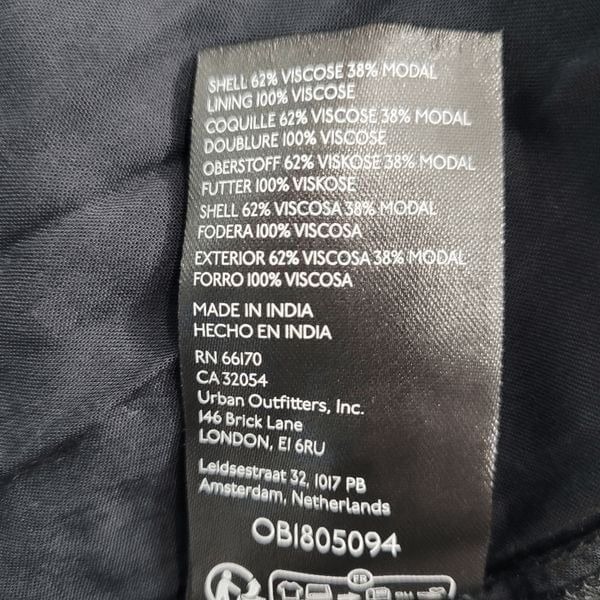 SHELL 62% VISCOSE 38% MODAL
LINING 100% VISCOSE
COQUILLE 62% VISCOSE 38% MODAL
DOUBLURE 100% VISCOSE
OBERSTOFF 62% VISKOSE 38% MODAL
FUTTER 100% VISKOSE
SHELL 62% VISCOSA 38% MODAL
FODERA 100% VISCOSA
EXTERIOR 62% VISCOSA 38% MODAL
FORRO 100% VISCOSA
MADE IN INDIA
HECHO EN INDIA
RN 66170
CA 32054
Urban Outfitters, Inc.
146 Brick Lane
LONDON, E1 6RU
Leidsestraat 32, 1017 PB
Amsterdam, Netherlands
OB1805094
FR